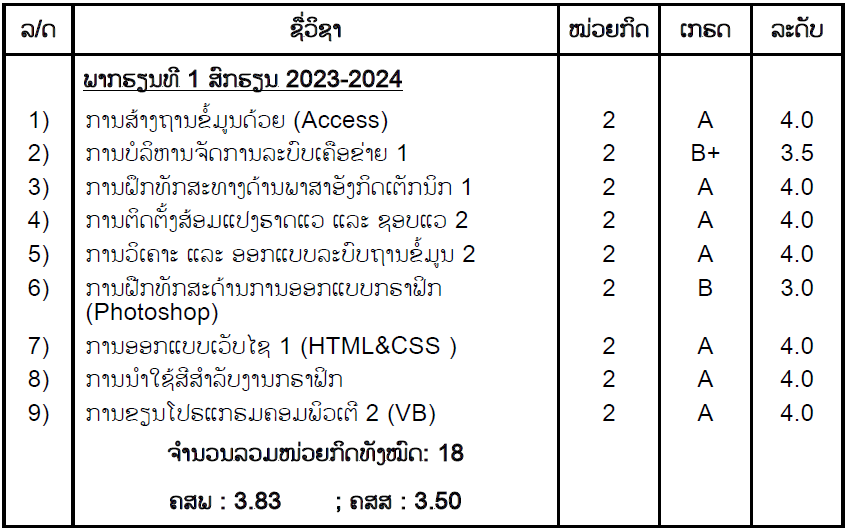 ລ/ດ ຊື່ວິຊາ ໜ່ວຍກິດ ເກຣດ ລະດັບ
ພາກຮຽນທີ 1 ສົກຮຽນ 2023-2024
1) ການສ້າງຖານຂໍ້ມູນດ້ວຍ (Access) 2 A 4.0
2) ການບໍລິຫານຈັດການລະບົບເຄືອຂ່າຍ 1 2 B+ 3.5
3) ການຝຶກທັກສະທາງດ້ານພາສາອັງກິດເຕັກນິກ 1 2 A 4.0
4) ການຕິດຕັ້ງສ້ອມແປງຮາດແວ ແລະ ຊອບແວ 2 2 A 4.0
5) ການວິເຄາະ ແລະ ອອກແບບລະບົບຖານຂໍ້ມູນ 2 2 A 4.0
6) ການຝຶກທັກສະດ້ານການອອກແບບກຣາຟິກ 2 B 3.0
(Photoshop)
7) ການອອກແບບເວັບໄຊ 1 (HTML&CSS ) 2 A 4.0
8) ການນຳໃຊ້ສີສຳລັບງານກຣາຟິກ 2 A 4.0
9) ການຂຽນໂປຣແກຣມຄອມພິວເຕີ 2 (VB) 2 A 4.0
ຈຳນວນລວມໜ່ວຍກິດທັງໝົດ: 18
ຄສພ : 3.83 ; ຄສສ : 3.50